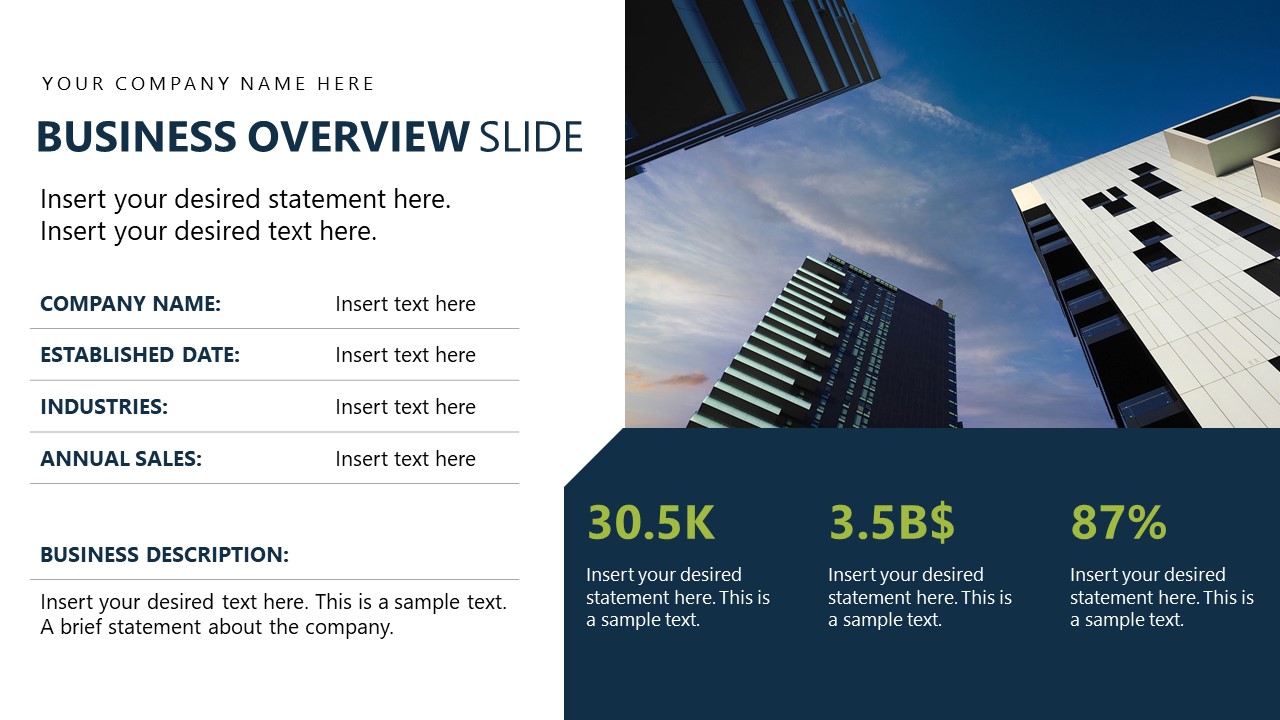 YOUR COMPANY NAME HERE
BUSINESS OVERVIEW SLIDE
Insert your desired statement here.
Insert your desired text here.
COMPANY NAME: Insert text here
ESTABLISHED DATE: Insert text here
INDUSTRIES: Insert text here
ANNUAL SALES: Insert text here
BUSINESS DESCRIPTION:
Insert your desired text here. This is a sample text.
A brief statement about the company.
30.5K
Insert your desired
statement here. This is
a sample text.
3.5B$
Insert your desired
statement here. This is
a sample text.
87%
Insert your desired
statement here. This is
a sample text.